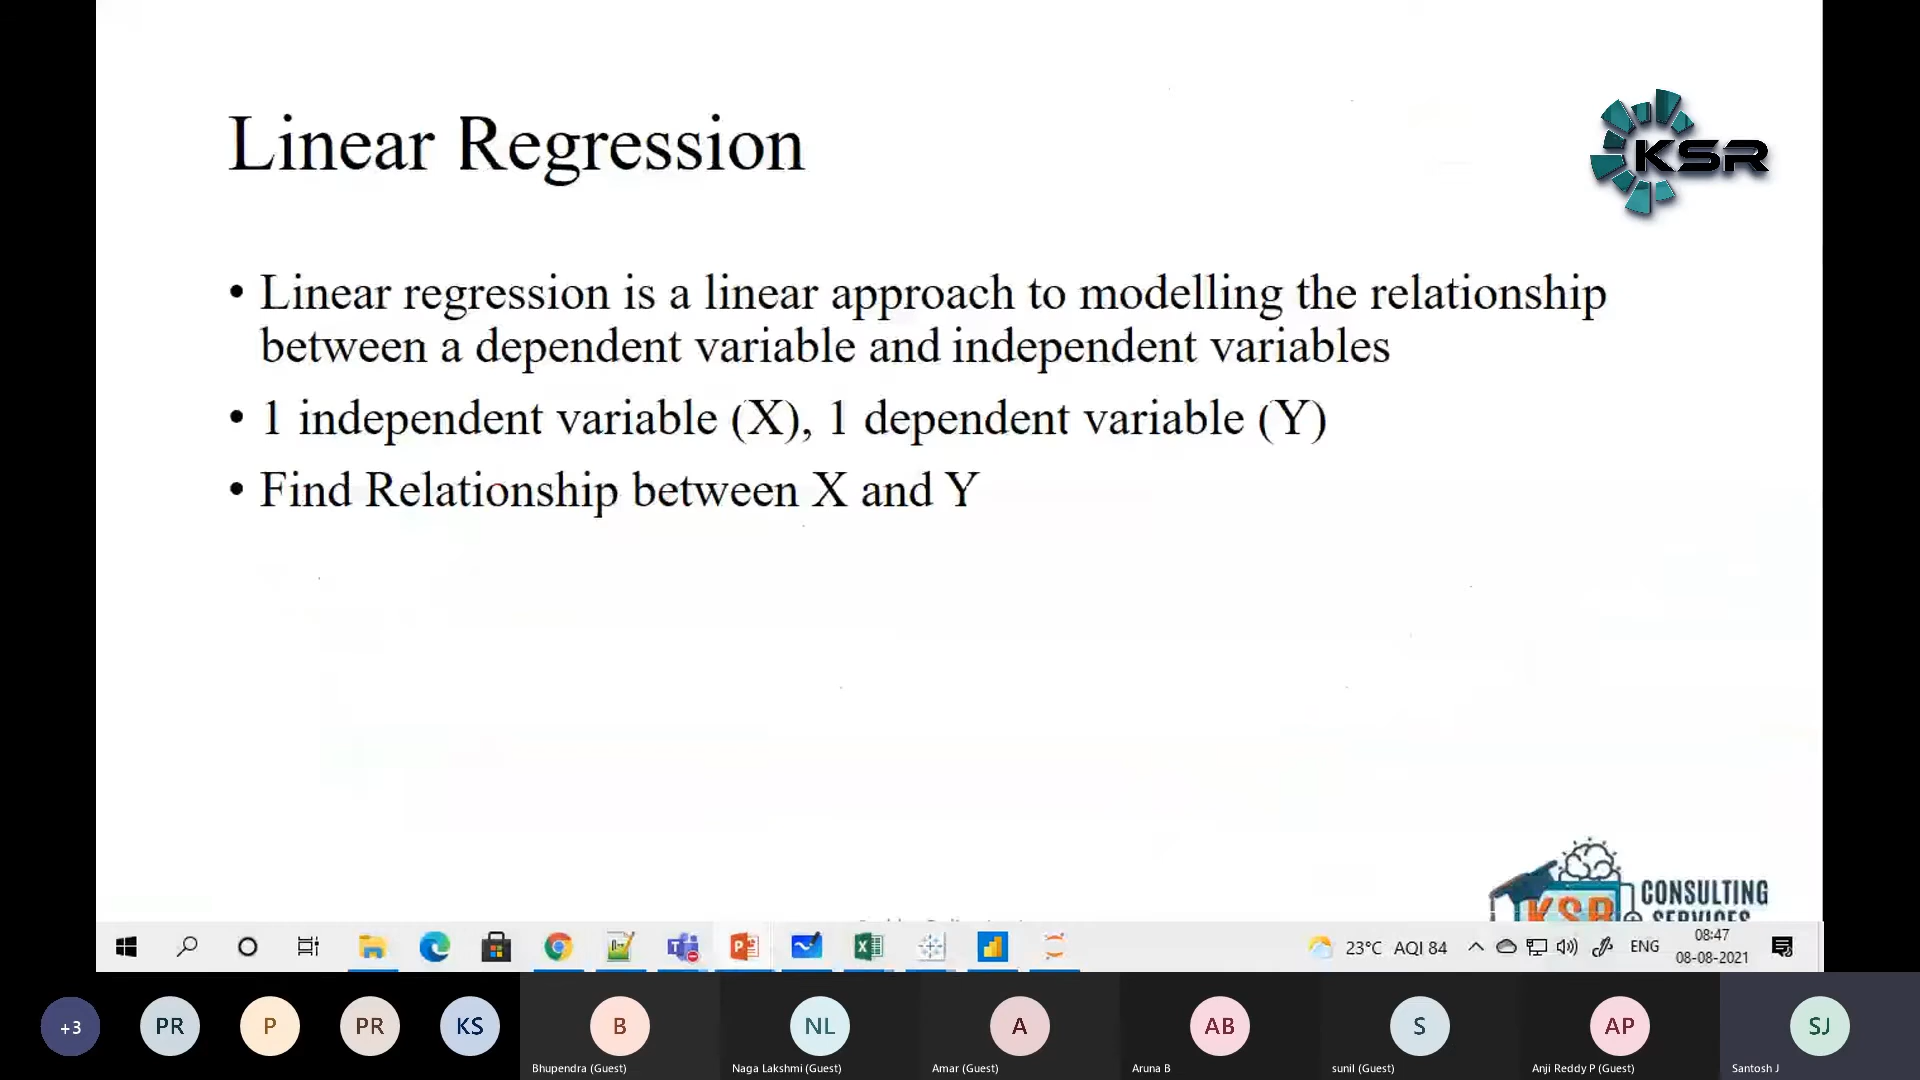 Linear Regression
KSR
• Linear regression is a linear approach to modelling the relationship
between a dependent variable and independent variables
• 1 independent variable (X), 1 dependent variable (Y)
• Find Relationship between X and Y
KSR
CONSULTING
SERVICES
23°C AQI 84
ENG
08:47
08-08-2021
+3
PR
P
PR
KS
B
NL
A
AB
S
AP
SJ
Bhupendra (Guest)
Naga Lakshmi (Guest)
Amar (Guest)
Aruna B
sunil (Guest)
Anji Reddy P (Guest)
Santosh J